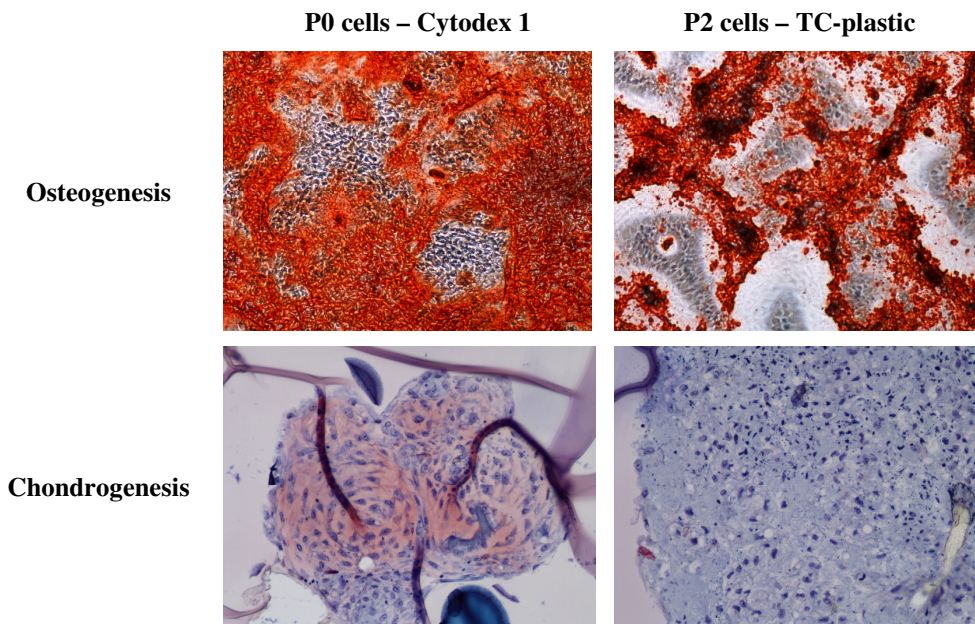 P0 cells – Cytodex 1
P2 cells – TC-plastic
Osteogenesis
Chondrogenesis